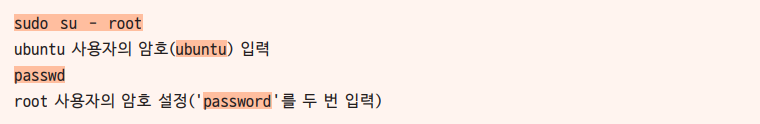 sudo su - root
ubuntu 사용자의 암호(ubuntu) 입력
passwd
root 사용자의 암호 설정('password'를 두 번 입력)